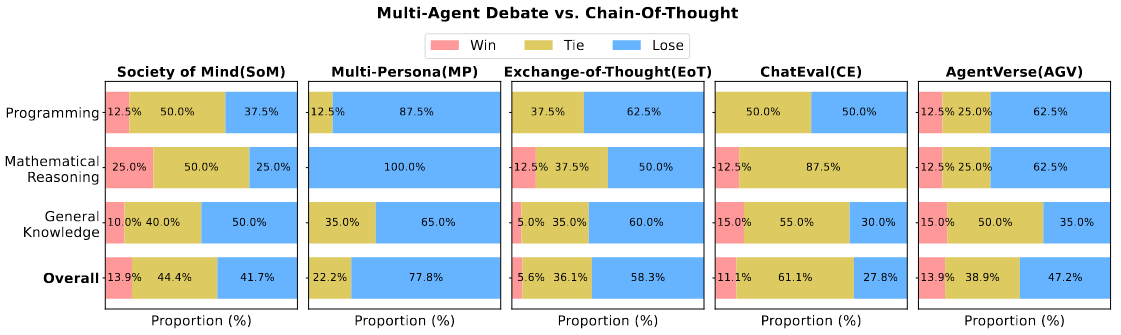 Multi-Agent Debate vs. Chain-Of-Thought
Win Tie Lose
Society of Mind(SoM) Multi-Persona(MP) Exchange-of-Thought(EoT) ChatEval(CE) AgentVerse(AGV)
Programming 12.5% 50.0% 37.5% 12.5% 87.5% 37.5% 62.5% 50.0% 50.0% 12.5% 25.0% 62.5%
Mathematical
Reasoning 25.0% 50.0% 25.0% 100.0% 12.5% 37.5% 50.0% 12.5% 87.5% 12.5% 25.0% 62.5%
General
Knowledge 10.0% 40.0% 50.0% 35.0% 65.0% 5.0% 35.0% 60.0% 15.0% 55.0% 30.0% 15.0% 50.0% 35.0%
Overall 13.9% 44.4% 41.7% 22.2% 77.8% 5.6% 36.1% 58.3% 11.1% 61.1% 27.8% 13.9% 38.9% 47.2%
Proportion (%) Proportion (%) Proportion (%) Proportion (%) Proportion (%)